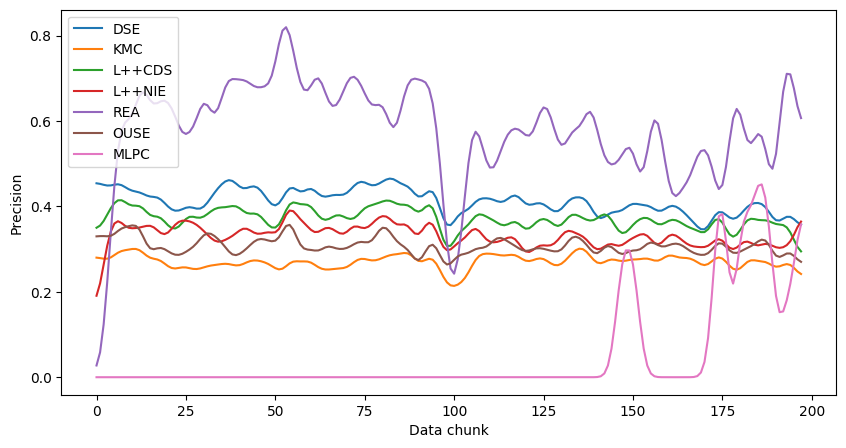 DSE
KMC
L++CDS
L++NIE
REA
OUSE
MLPC
Precision
0.8
0.6
0.4
0.2
0.0
0 25 50 75 100 125 150 175 200
Data chunk